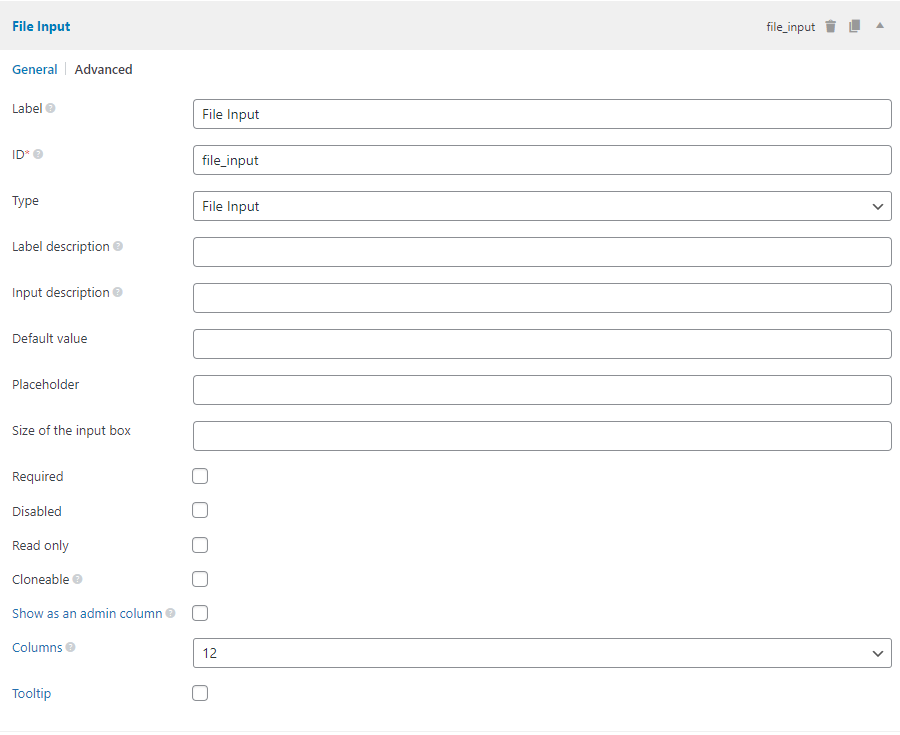 File Input file_input
General Advanced
Label
File Input
ID*
file_input
Type
File Input
Label description
Input description
Default value
Placeholder
Size of the input box
Required
Disabled
Read only
Cloneable
Show as an admin column
Columns
12
Tooltip